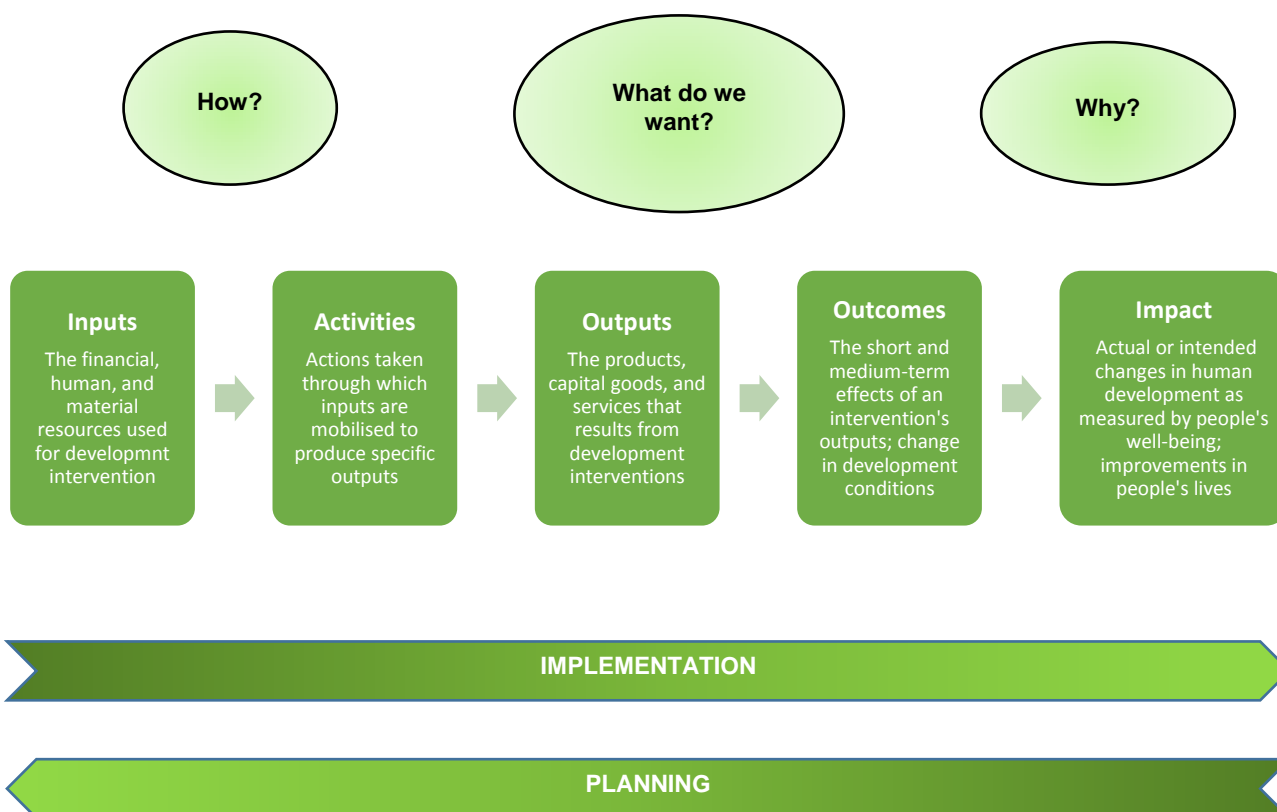 How?
What do we
want?
Why?
Inputs
The financial,
human, and
material
resources used
for developmnt
intervention
Activities
Actions taken
through which
inputs are
mobilised to
produce specific
outputs
Outputs
The products,
capital goods, and
services that
results from
development
interventions
Outcomes
The short and
medium-term
effects of an
intervention's
outputs; change
in development
conditions
Impact
Actual or intended
changes in human
development as
measured by people's
well-being;
improvements in
people's lives
IMPLEMENTATION
PLANNING